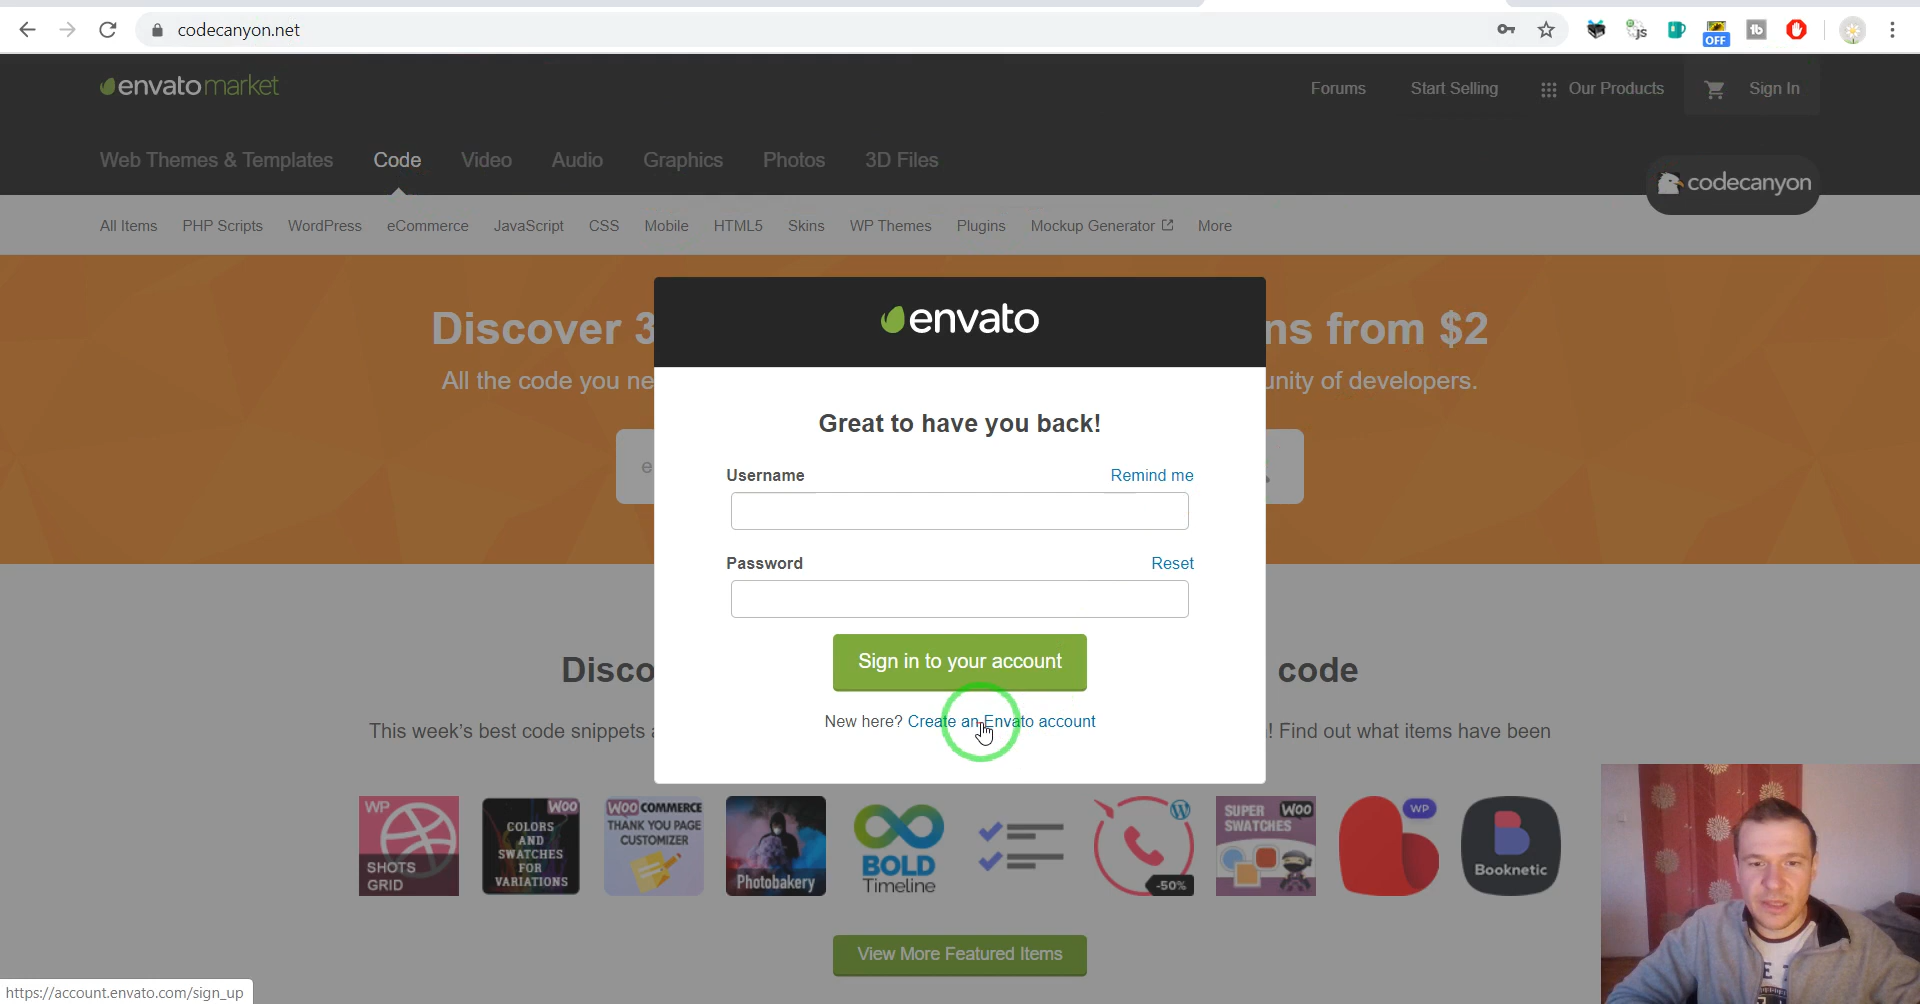 codecanyon.net
OFF
js
tb
envatomarket
Forums
Start Selling
Our Products
Sign In
Web Themes & Templates
Code
Video
Audio
Graphics
Photos
3D Files
codecanyon
All Items
PHP Scripts
WordPress
eCommerce
JavaScript
CSS
Mobile
HTML5
Skins
WP Themes
Plugins
Mockup Generator
More
envato
Discover 3
ns from $2
All the code you ne
unity of developers.
Great to have you back!
Username
Remind me
e
Password
Reset
Sign in to your account
New here? Create an Envato account
Disco
code
This week's best code snippets a
! Find out what items have been
WP
SHOTS
GRID
WOO
COLORS
AND
SWATCHES
FOR
VARIATIONS
WOO COMMERCE
THANK YOU PAGE
CUSTOMIZER
Photobakery
BOLD
Timeline
-50%
SUPER WOO
SWATCHES
WP
Booknetic
View More Featured Items
https://account.envato.com/sign_up